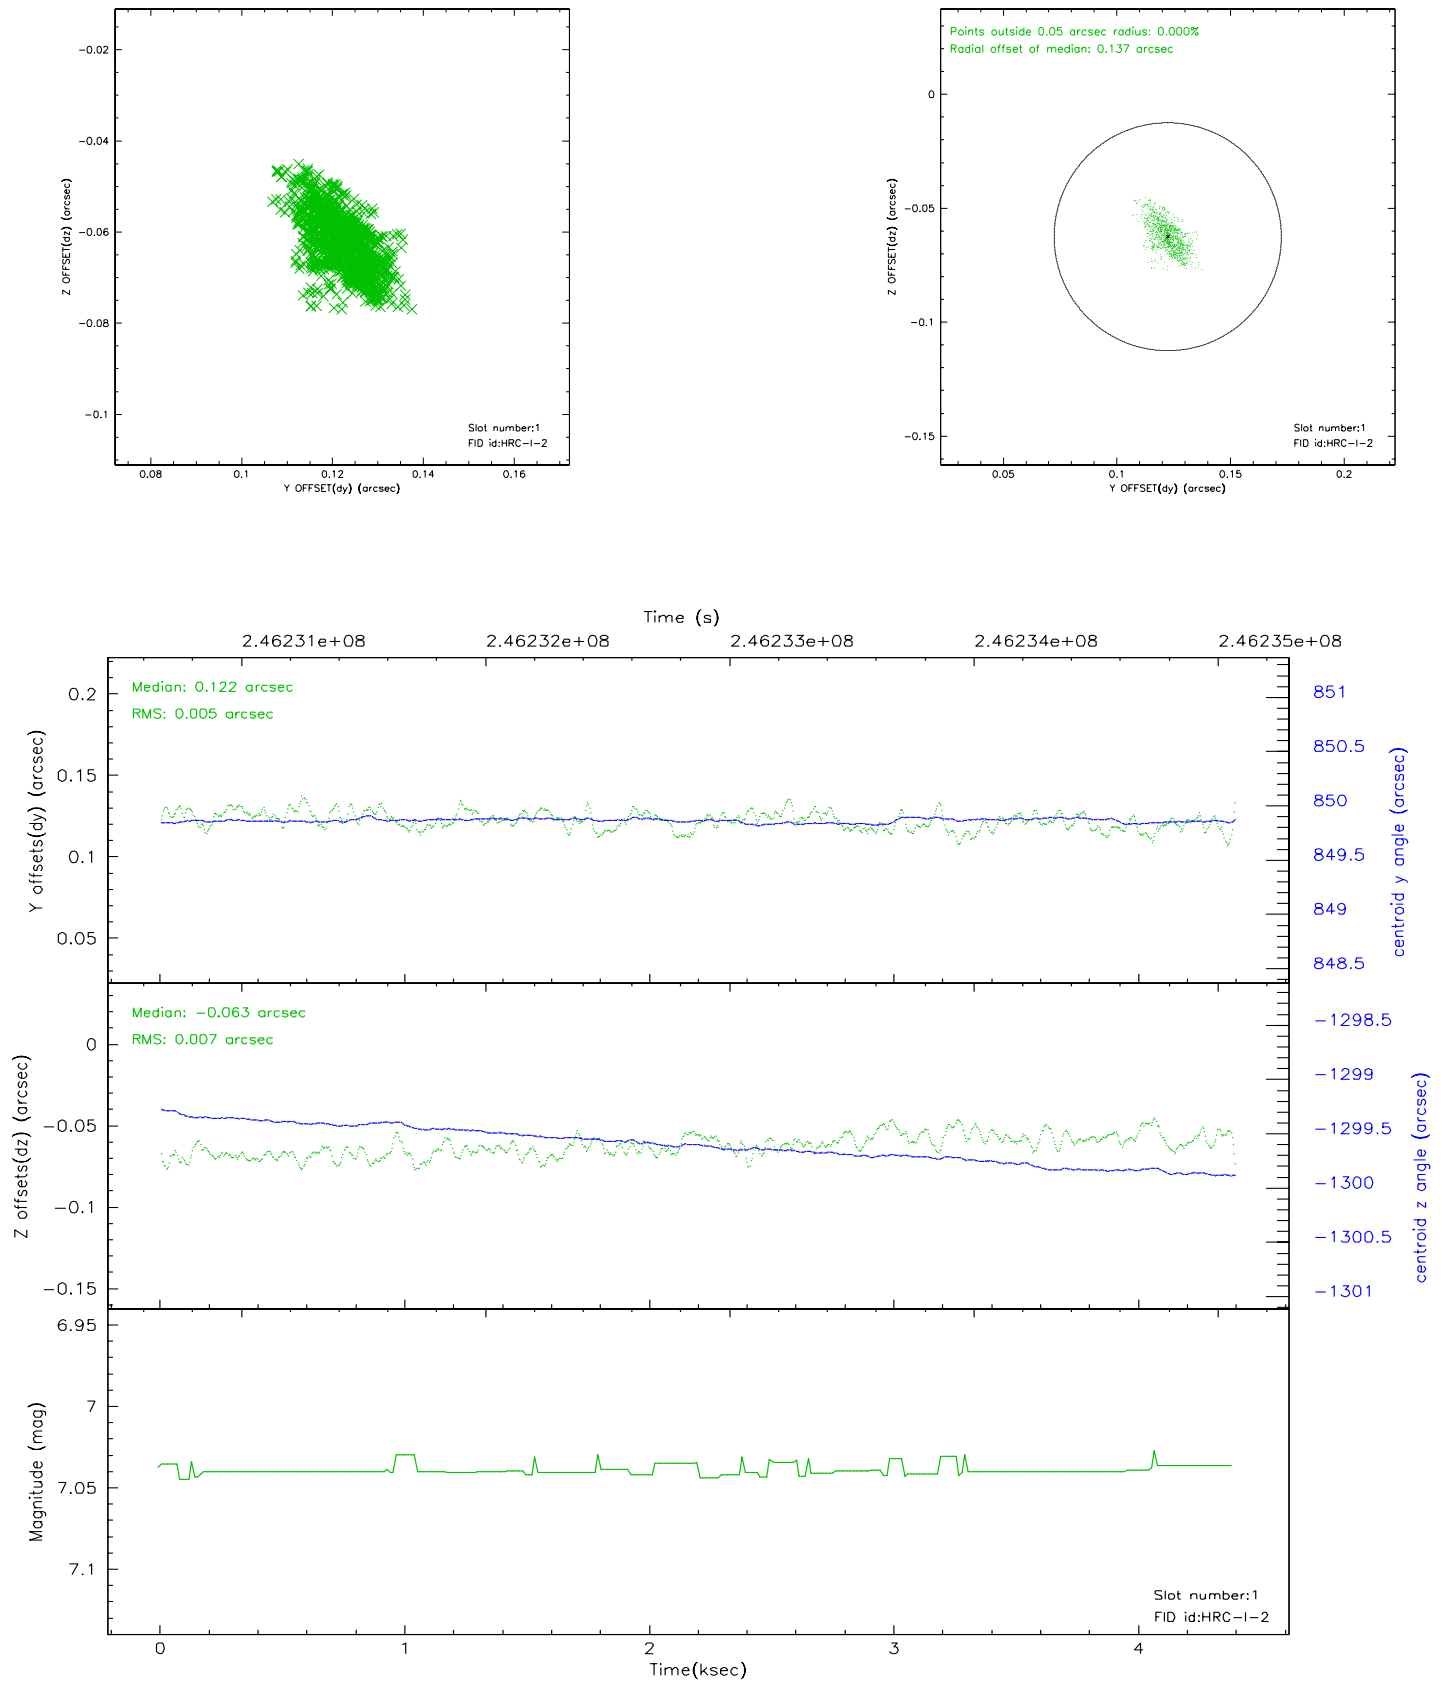 -0.02
-0.04
-0.06
-0.08
-0.1
Z OFFSET(dz) (arcsec)
Slot number:1
FID id:HRC-I-2
0.08 0.1 0.12 0.14 0.16
Y OFFSET(dy) (arcsec)
Points outside 0.05 arcsec radius: 0.000%
Radial offset of median: 0.137 arcsec
0
-0.05
-0.1
-0.15
Z OFFSET(dz) (arcsec)
Slot number:1
FID id:HRC-I-2
0.05 0.1 0.15 0.2
Y OFFSET(dy) (arcsec)
Time (s)
2.46231e+08 2.46232e+08 2.46233e+08 2.46234e+08 2.46235e+08
Median: 0.122 arcsec
RMS: 0.005 arcsec
0.2
0.15
0.1
0.05
Y offsets(dy) (arcsec)
851
850.5
850
849.5
849
848.5
centroid y angle (arcsec)
Median: -0.063 arcsec
RMS: 0.007 arcsec
0
-0.05
-0.1
-0.15
Z offsets(dz) (arcsec)
-1298.5
-1299
-1299.5
-1300
-1300.5
-1301
centroid z angle (arcsec)
6.95
7
7.05
7.1
Magnitude (mag)
Slot number:1
FID id:HRC-I-2
0 1 2 3 4
Time(ksec)